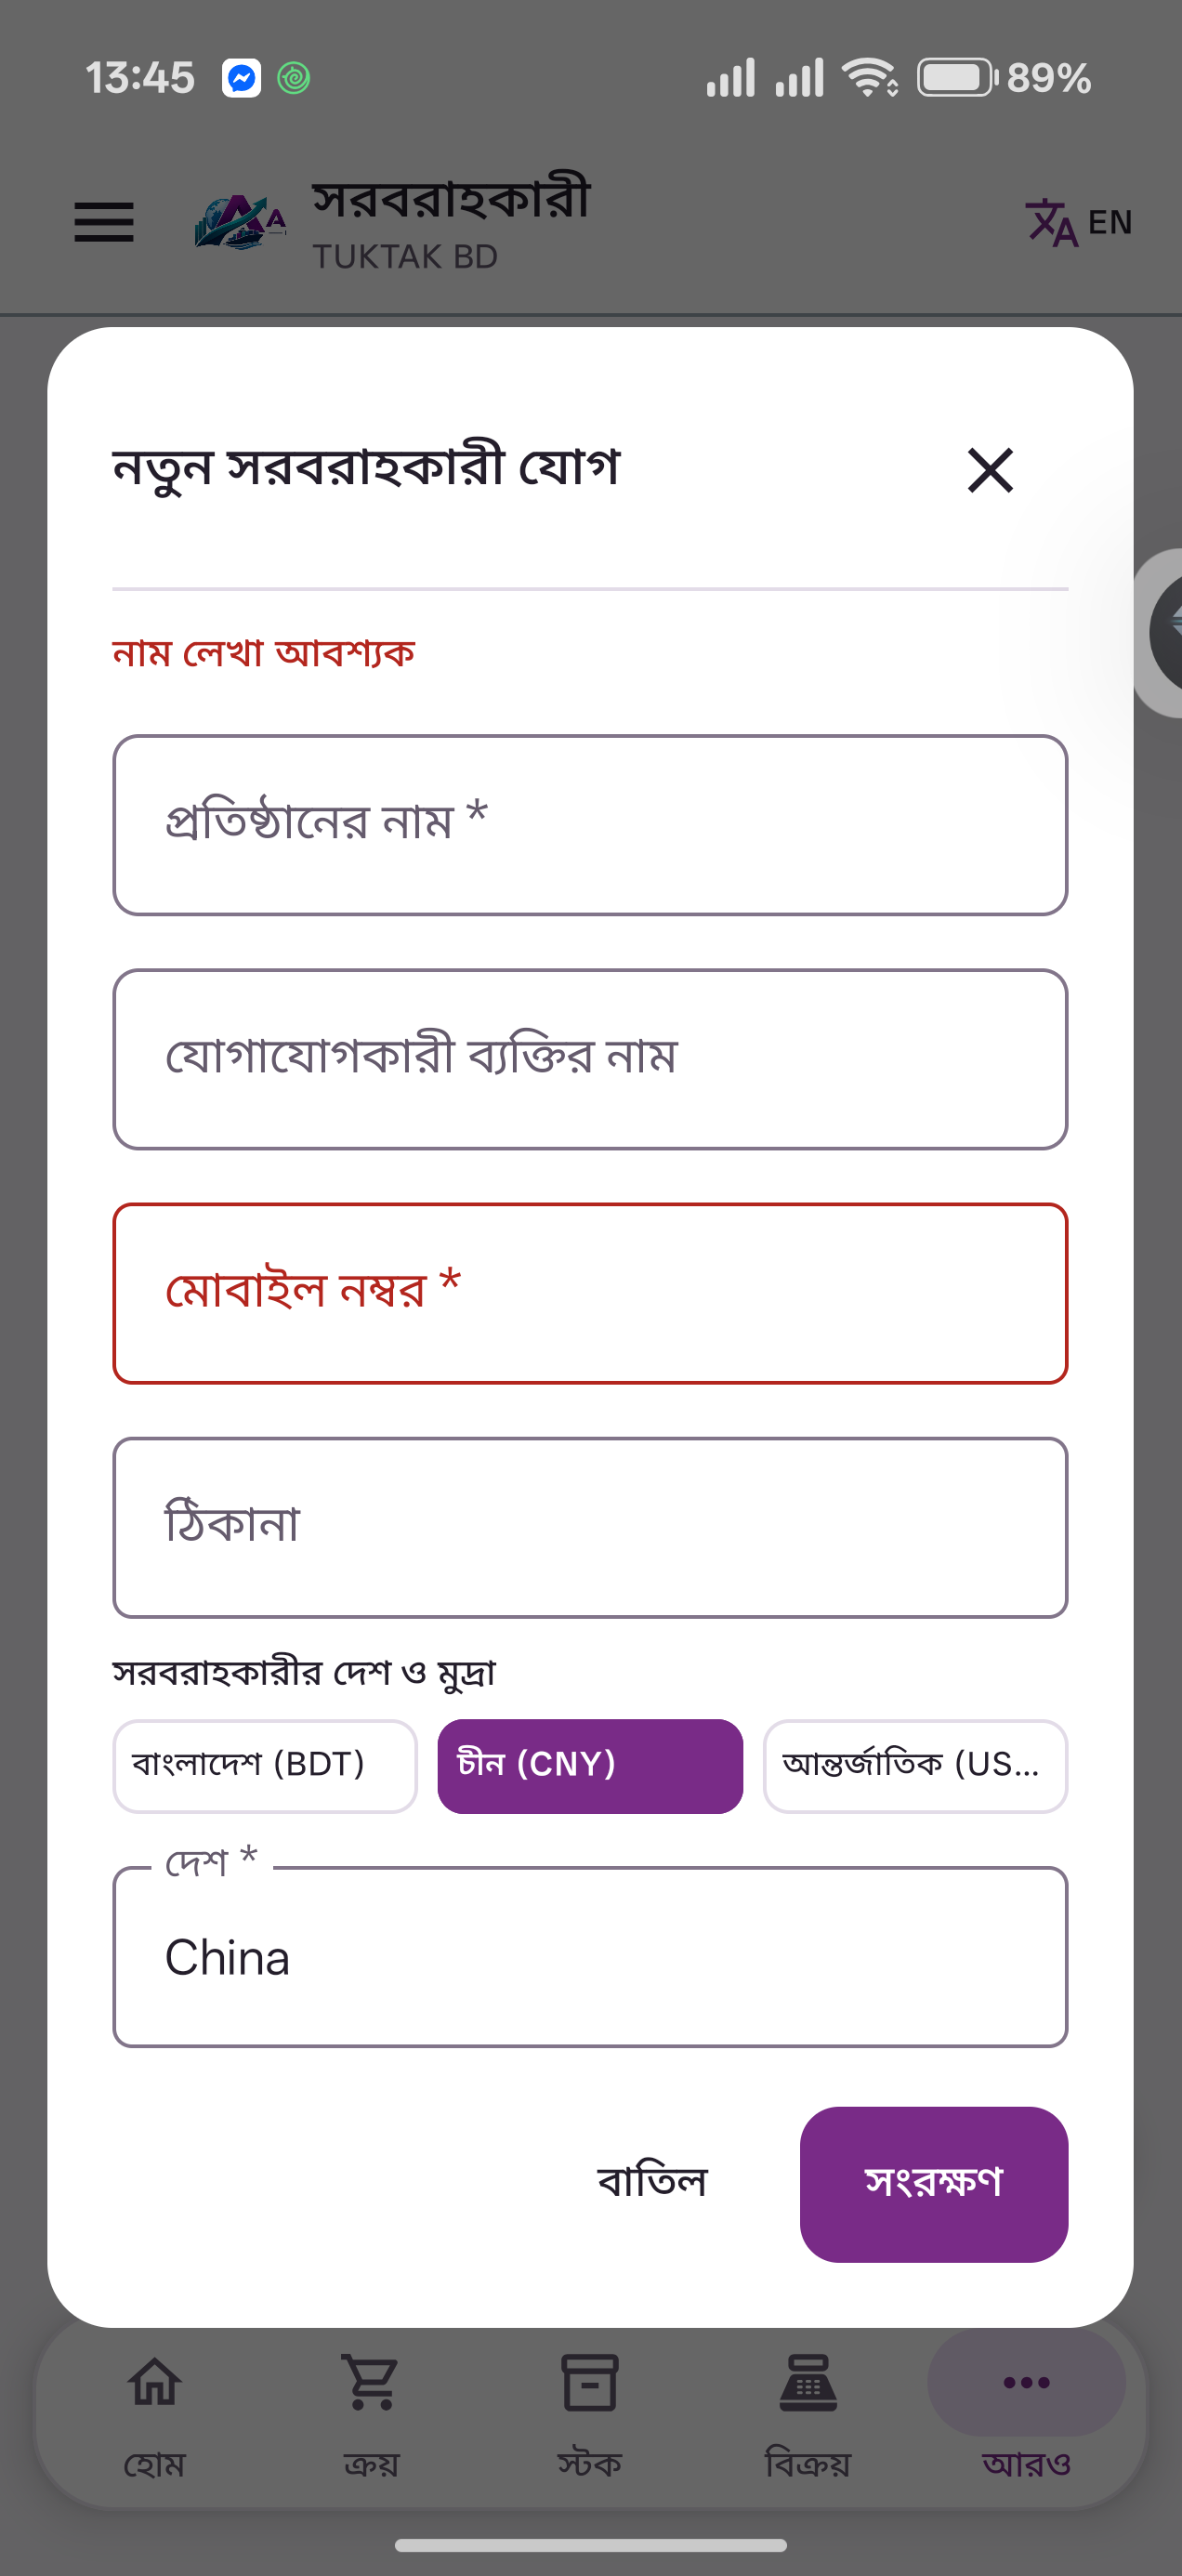 13:45
89%
সরবরাহকারী
TUKTAK BD
EN
নতুন সরবরাহকারী যোগ
নাম লেখা আবশ্যক
প্রতিষ্ঠানের নাম *
যোগাযোগকারী ব্যক্তির নাম
মোবাইল নম্বর *
ঠিকানা
সরবরাহকারীর দেশ ও মুদ্রা
বাংলাদেশ (BDT)
চীন (CNY)
আন্তর্জাতিক (US...
দেশ *
China
বাতিল
সংরক্ষণ
হোম
ক্রয়
স্টক
বিক্রয়
আরও